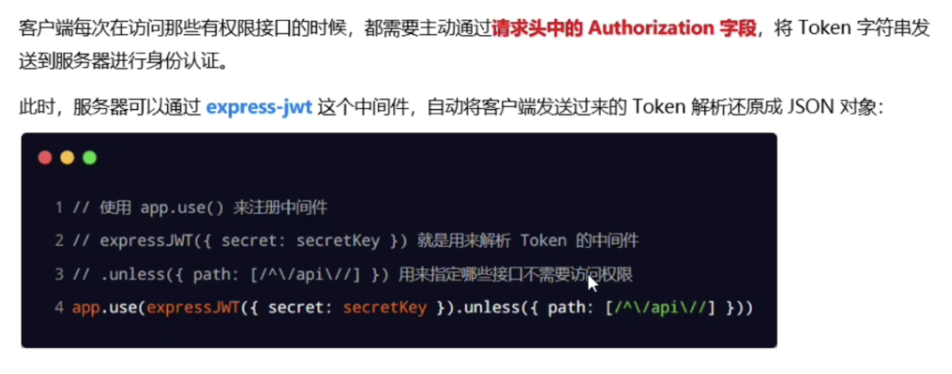 客户端每次在访问那些有权限接口的时候，都需要主动通过请求头中的 Authorization 字段，将 Token 字符串发
送到服务器进行身份认证。
此时，服务器可以通过 express-jwt 这个中间件，自动将客户端发送过来的 Token 解析还原成 JSON 对象：
1 // 使用 app.use() 来注册中间件
2 // expressJWT({ secret: secretKey }) 就是用来解析 Token 的中间件
3 // .unless({ path: [/^\/api\//] }) 用来指定哪些接口不需要访问权限
4 app.use(expressJWT({ secret: secretKey }).unless({ path: [/^\/api\//] }))